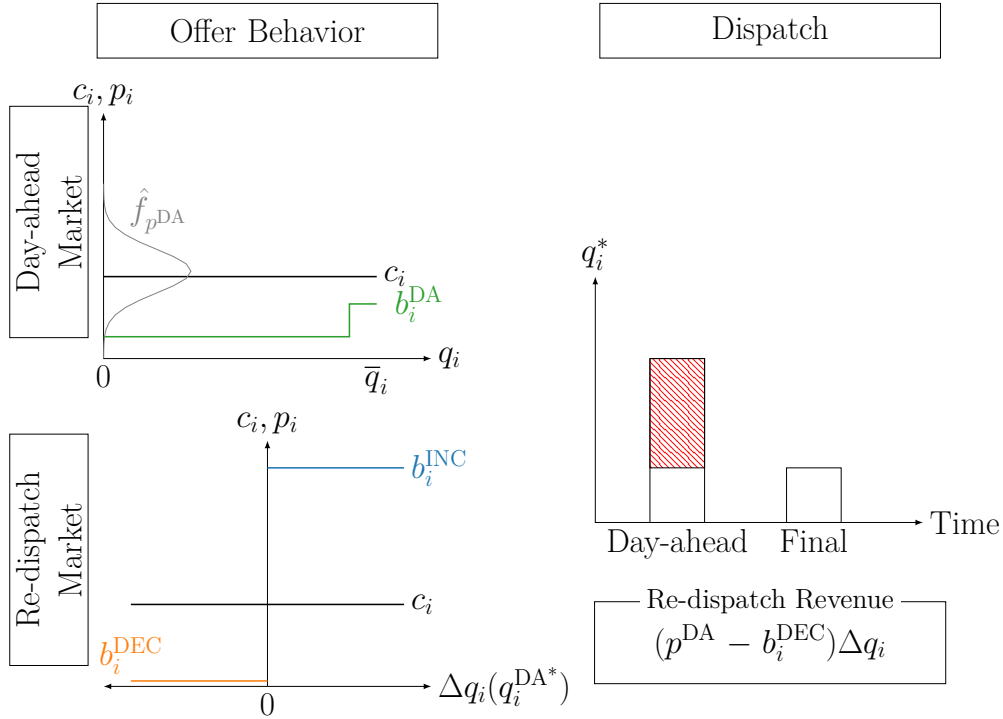 Offer Behavior
Dispatch
Day-ahead
Market
c_i, p_i
\hat{f}_{p^{DA}}
c_i
b_i^{DA}
q_i
0
\overline{q}_i
Re-dispatch
Market
c_i, p_i
b_i^{INC}
c_i
b_i^{DEC}
Δq_i(q_i^{DA*})
0
q_i^*
Time
Day-ahead
Final
Re-dispatch Revenue
(p^{DA} − b_i^{DEC})Δq_i